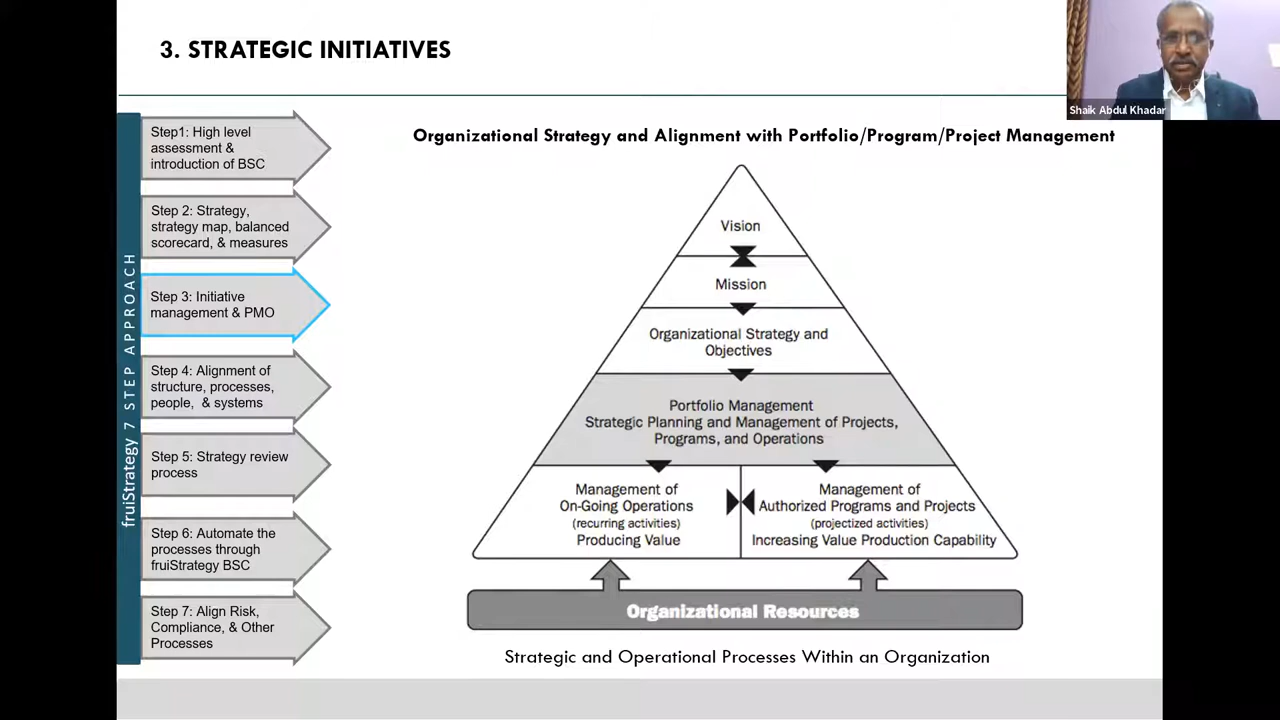 3. STRATEGIC INITIATIVES
Shaik Abdul Khadar
fruiStrategy 7 STEP APPROACH
Step1: High level
assessment &
introduction of BSC
Step 2: Strategy,
strategy map, balanced
scorecard, & measures
Step 3: Initiative
management & PMO
Step 4: Alignment of
structure, processes,
people, & systems
Step 5: Strategy review
process
Step 6: Automate the
processes through
fruiStrategy BSC
Step 7: Align Risk,
Compliance, & Other
Processes
Organizational Strategy and Alignment with Portfolio/Program/Project Management
Vision
Mission
Organizational Strategy and
Objectives
Portfolio Management
Strategic Planning and Management of Projects,
Programs, and Operations
Management of
On-Going Operations
(recurring activities)
Producing Value
Management of
Authorized Programs and Projects
(projectized activities)
Increasing Value Production Capability
Organizational Resources
Strategic and Operational Processes Within an Organization